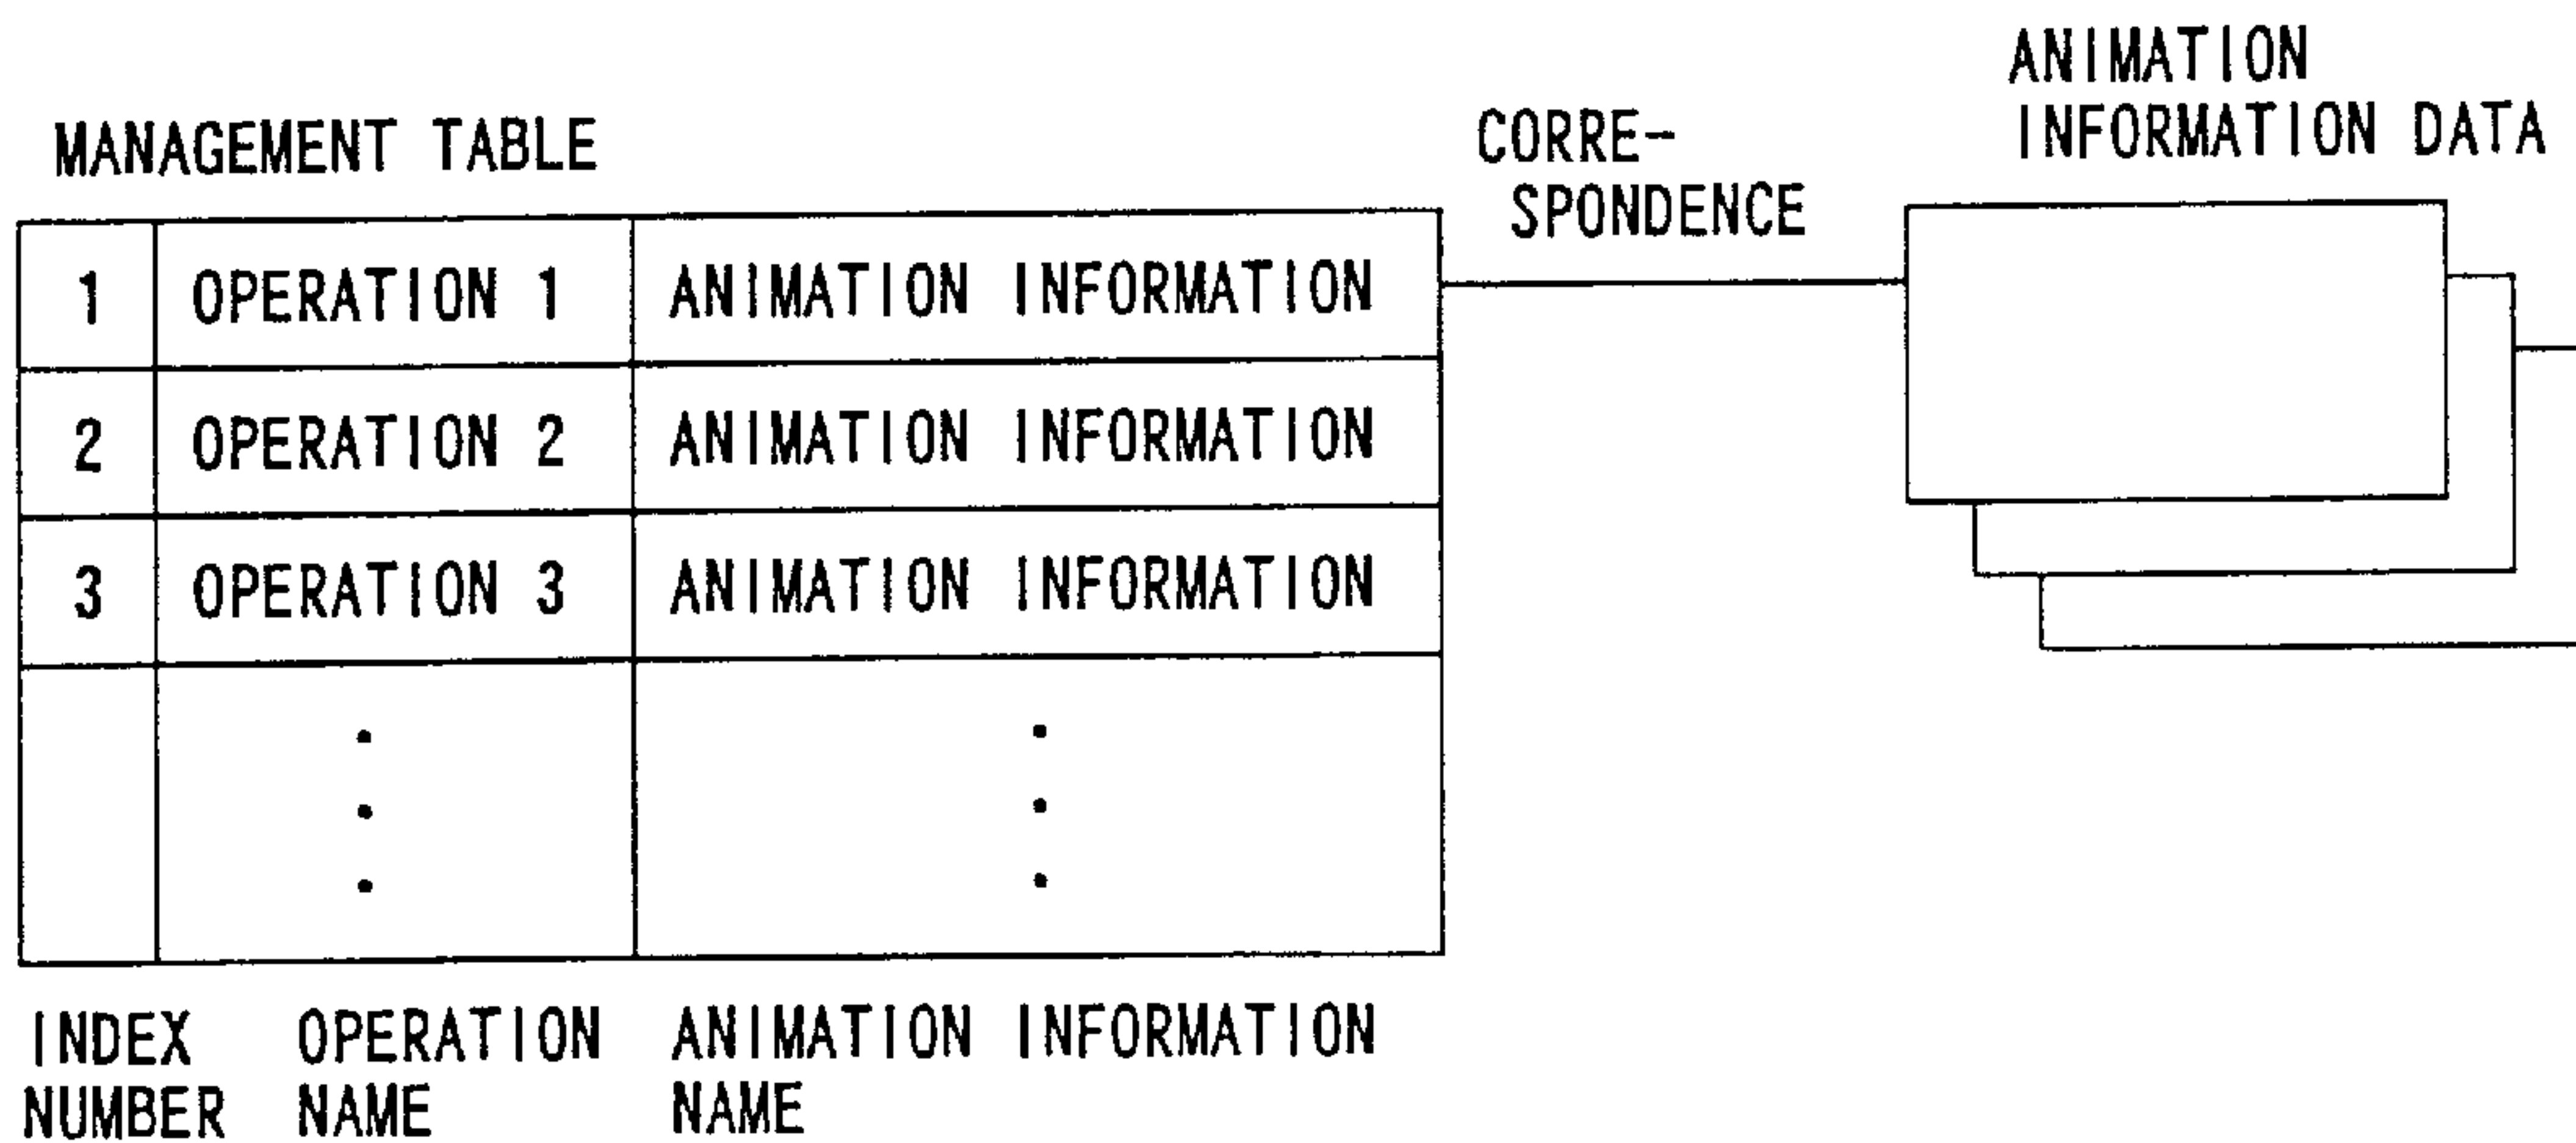 MANAGEMENT TABLE
1 OPERATION 1 ANIMATION INFORMATION
2 OPERATION 2 ANIMATION INFORMATION
3 OPERATION 3 ANIMATION INFORMATION
INDEX OPERATION ANIMATION INFORMATION
NUMBER NAME NAME
CORRE-
SPONDENCE
ANIMATION
INFORMATION DATA